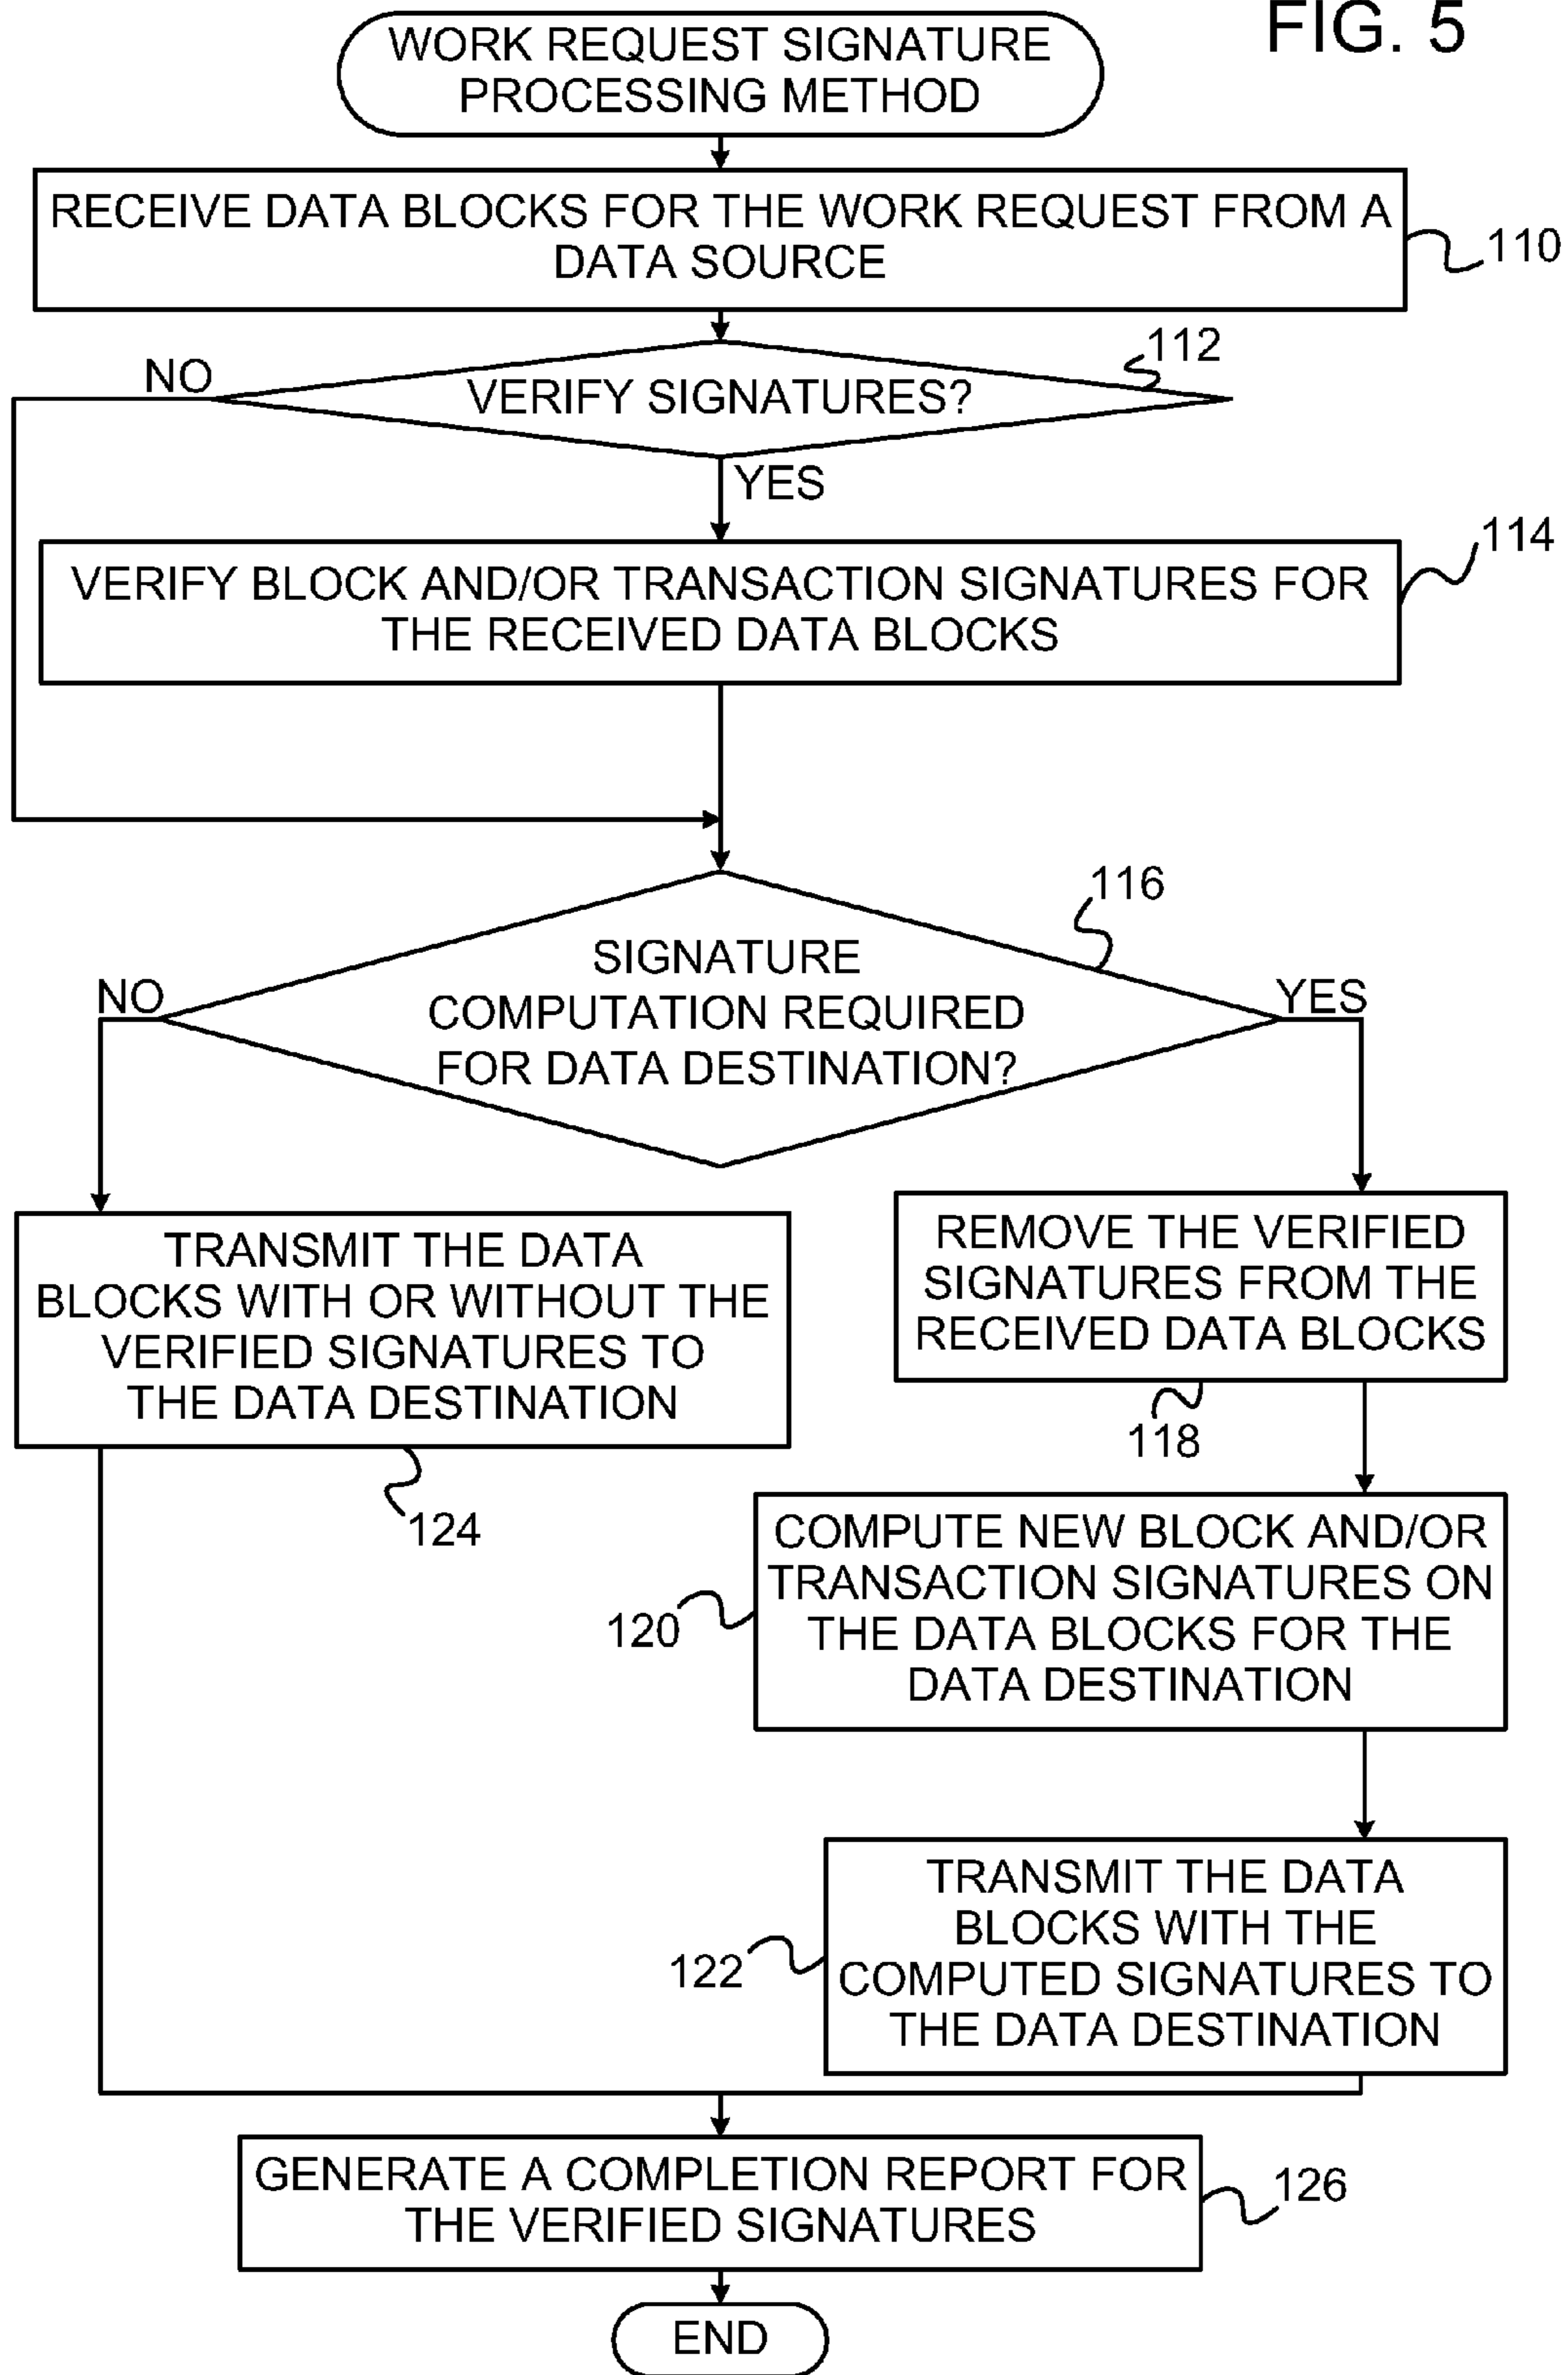 FIG. 5
WORK REQUEST SIGNATURE
PROCESSING METHOD
RECEIVE DATA BLOCKS FOR THE WORK REQUEST FROM A
DATA SOURCE
110
112
NO
VERIFY SIGNATURES?
YES
114
VERIFY BLOCK AND/OR TRANSACTION SIGNATURES FOR
THE RECEIVED DATA BLOCKS
116
SIGNATURE
COMPUTATION REQUIRED
FOR DATA DESTINATION?
NO
YES
TRANSMIT THE DATA
BLOCKS WITH OR WITHOUT THE
VERIFIED SIGNATURES TO
THE DATA DESTINATION
124
REMOVE THE VERIFIED
SIGNATURES FROM THE
RECEIVED DATA BLOCKS
118
COMPUTE NEW BLOCK AND/OR
TRANSACTION SIGNATURES ON
THE DATA BLOCKS FOR THE
DATA DESTINATION
120
TRANSMIT THE DATA
BLOCKS WITH THE
COMPUTED SIGNATURES TO
THE DATA DESTINATION
122
GENERATE A COMPLETION REPORT FOR
THE VERIFIED SIGNATURES
126
END